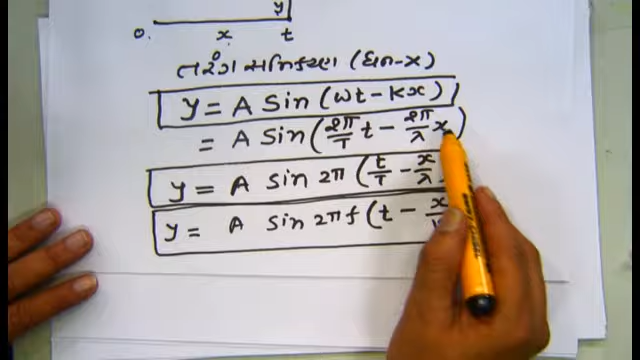 y
0. x t
તરંગ સમીકરણ (ધન-x)
y = A Sin (ωt - kx)
= A Sin (2π/T t - 2π/λ x)
y = A sin 2π (t/T - x/λ
y = A sin 2πf (t - x